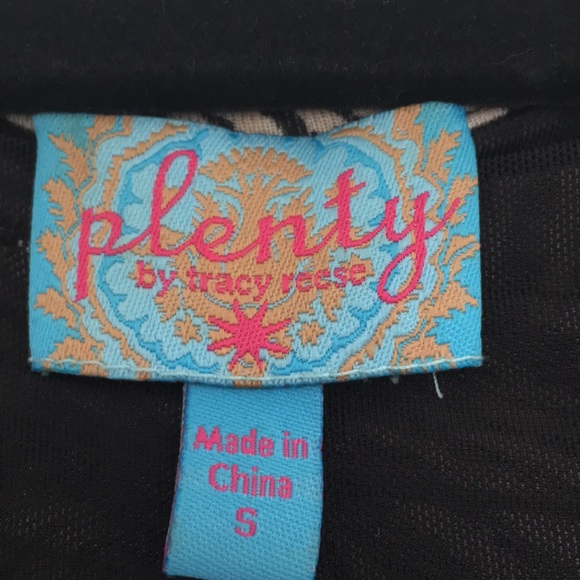 plenty
by tracy reese
Made in
China
S